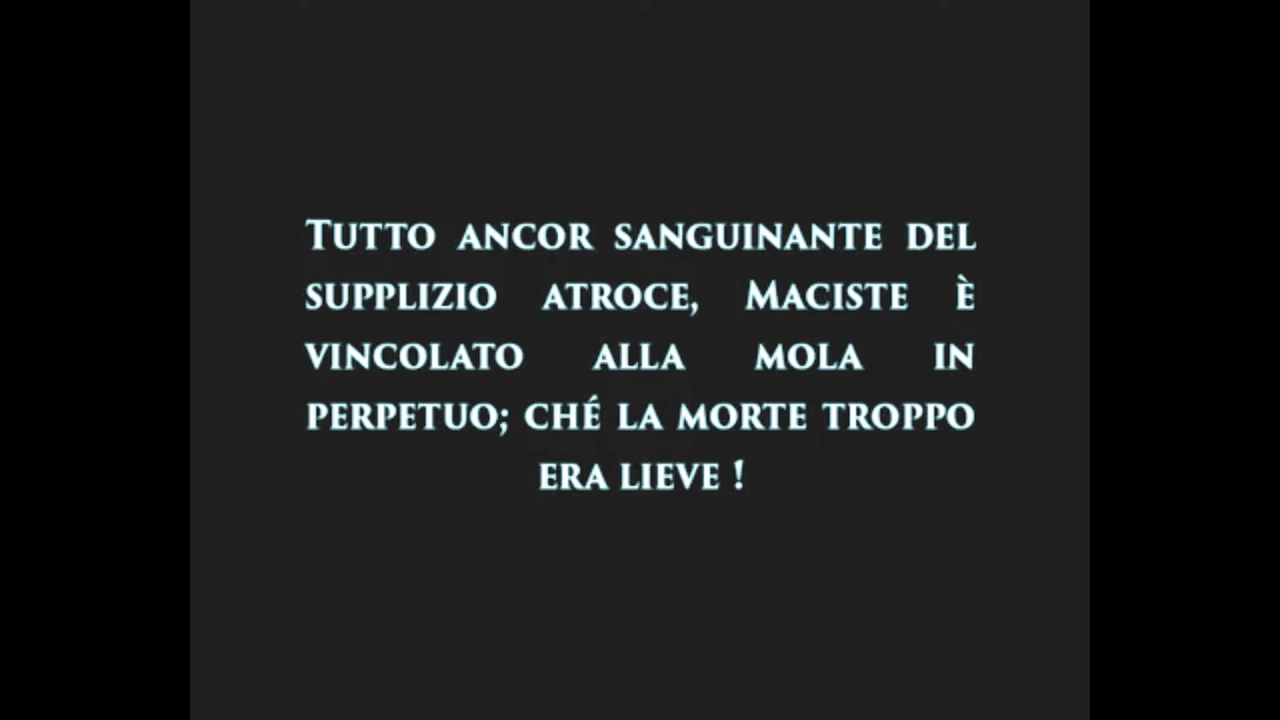 Tutto ancor sanguinante del
supplizio atroce, Maciste è
vincolato alla mola in
perpetuo; ché la morte troppo
era lieve !